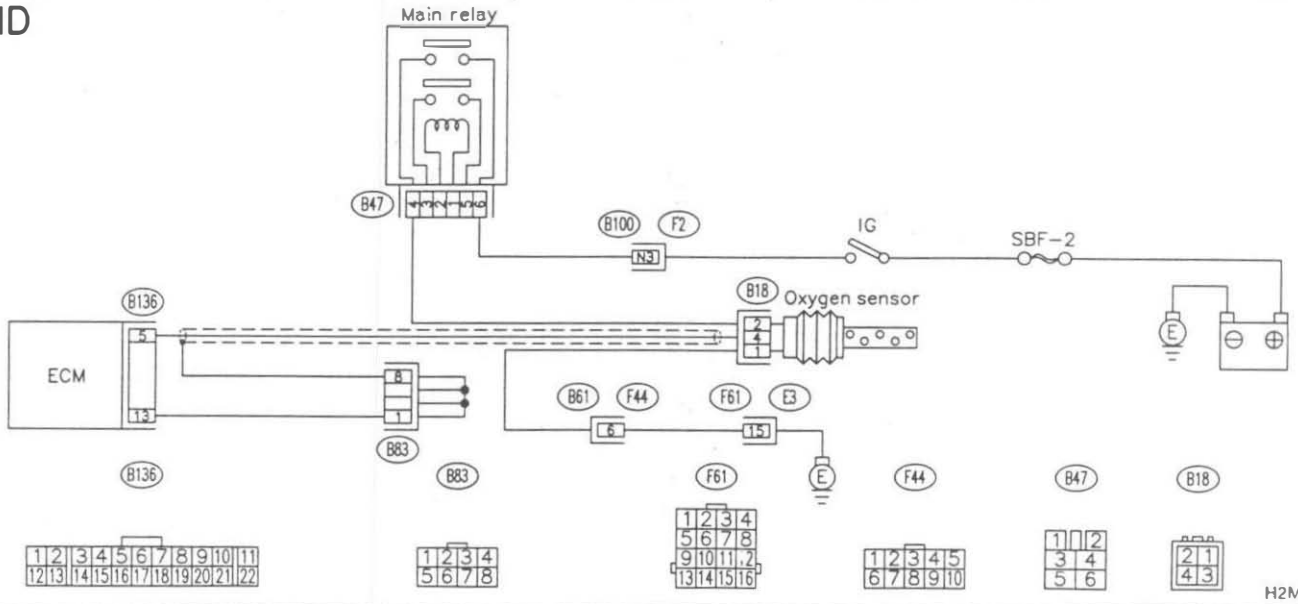 Main relay
B47
4 3 2 1 5 6
B100 F2
N3
IG
SBF-2
B136
B18
Oxygen sensor
5
2
4
1
E
ECM
8
13
1
B61 F44 F61 E3
6
15
B83
E
B136 B83 F61 F44 B47 B18
1 2 3 4 5 6 7 8 9 10 11
12 13 14 15 16 17 18 19 20 21 22
1 2 3 4
5 6 7 8
1 2 3 4
5 6 7 8
9 10 11 .2
13 14 15 16
1 2 3 4 5
6 7 8 9 10
1 2
3 4
5 6
2 1
4 3